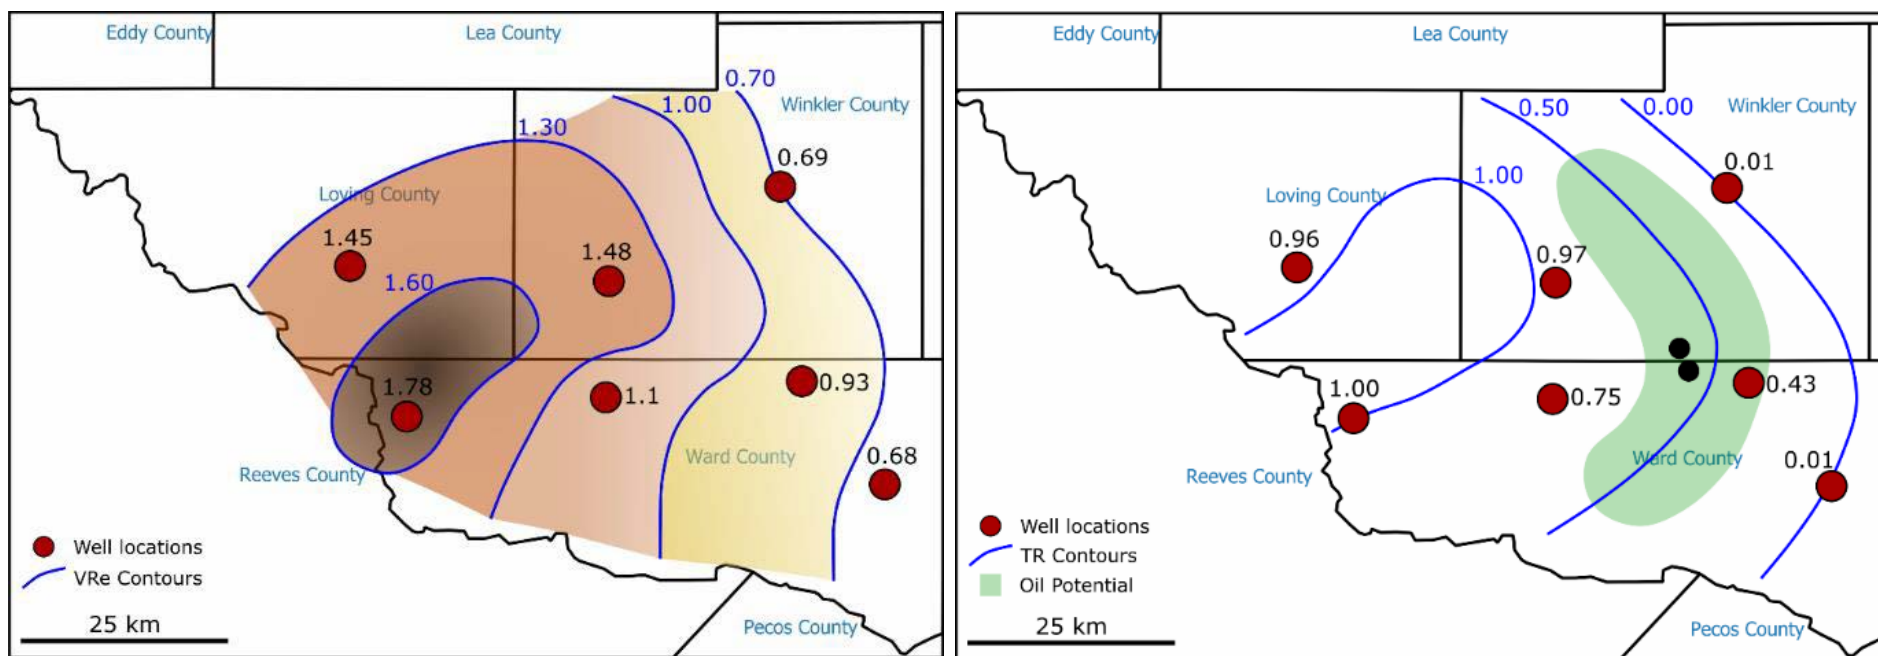 Eddy County
Lea County
0.70
1.00
Winkler County
1.30
0.69
Loving County
1.45
1.48
1.60
1.78
1.1
0.93
Ward County
0.68
Reeves County
Well locations
VRe Contours
25 km
Pecos County
Eddy County
Lea County
0.50
0.00
Winkler County
0.01
1.00
Loving County
0.96
0.97
1.00
0.75
0.43
Ward County
0.01
Reeves County
Well locations
TR Contours
Oil Potential
25 km
Pecos County